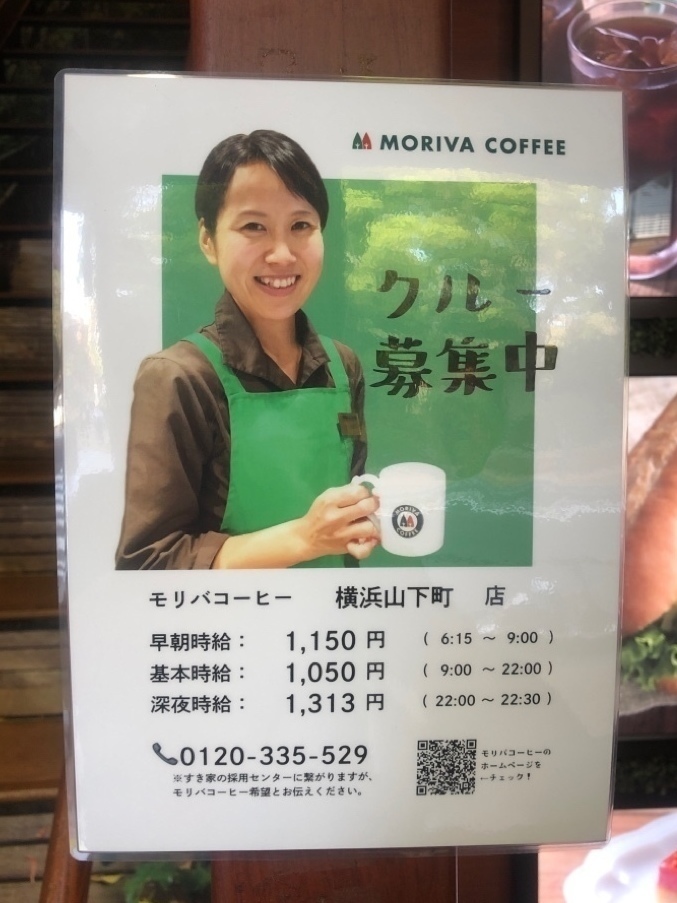 MORIVA COFFEE
クルー
募集中
MORIVA
COFFEE
モリバコーヒー 横浜山下町 店
早朝時給： 1,150 円 ( 6:15 ～ 9:00 )
基本時給： 1,050 円 ( 9:00 ～ 22:00 )
深夜時給： 1,313 円 ( 22:00 ～ 22:30 )
0120-335-529
※すき家の採用センターに繋がりますが、
モリバコーヒー希望とお伝えください。
モリバコーヒーの
ホームページを
←チェック！